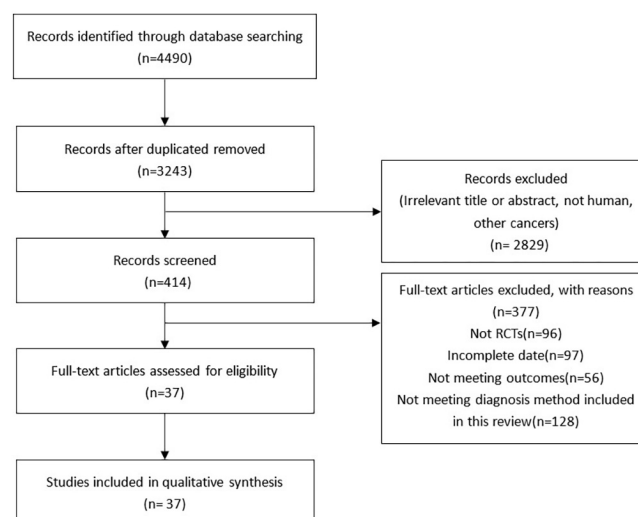 Records identified through database searching
(n=4490)
Records after duplicated removed
(n=3243)
Records excluded
(Irrelevant title or abstract, not human,
other cancers)
(n= 2829)
Records screened
(n=414)
Full-text articles excluded, with reasons
(n=377)
Not RCTs(n=96)
Incomplete date(n=97)
Not meeting outcomes(n=56)
Not meeting diagnosis method included
in this review(n=128)
Full-text articles assessed for eligibility
(n=37)
Studies included in qualitative synthesis
(n= 37)